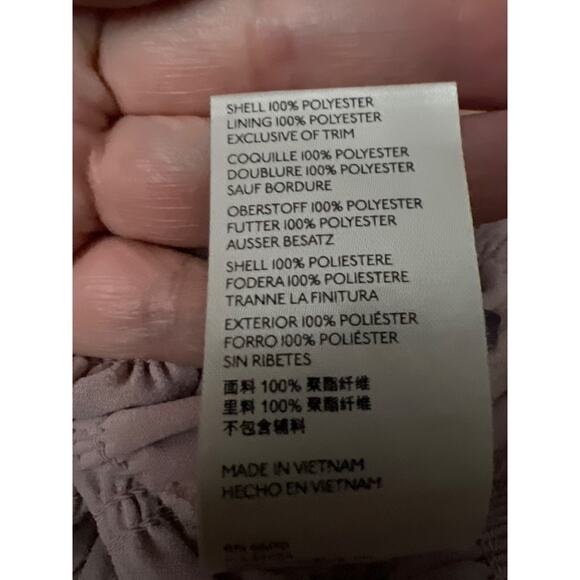 SHELL 100% POLYESTER
LINING 100% POLYESTER
EXCLUSIVE OF TRIM
COQUILLE 100% POLYESTER
DOUBLURE 100% POLYESTER
SAUF BORDURE
OBERSTOFF 100% POLYESTER
FUTTER 100% POLYESTER
AUSSER BESATZ
SHELL 100% POLIESTERE
FODERA 100% POLIESTERE
TRANNE LA FINITURA
EXTERIOR 100% POLIÉSTER
FORRO 100% POLIÉSTER
SIN RIBETES
面料 100% 聚酯纤维
里料 100% 聚酯纤维
不包含辅料
MADE IN VIETNAM
HECHO EN VIETNAM